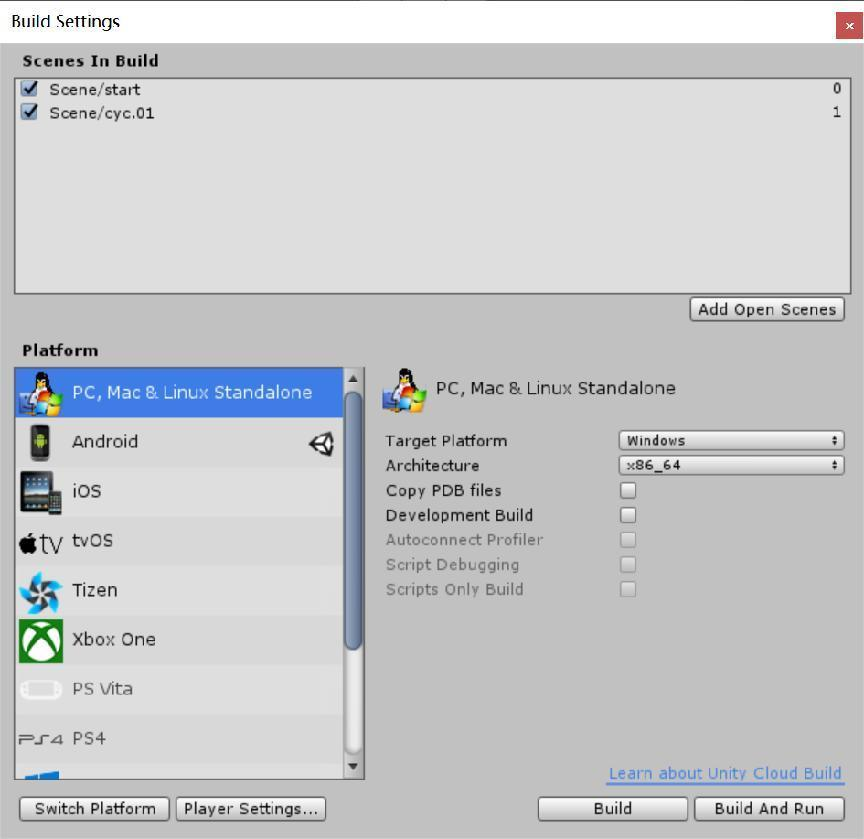 Build Settings
Scenes In Build
Scene/start 0
Scene/cyc.01 1
Add Open Scenes
Platform
PC, Mac & Linux Standalone
Android
iOS
tv tvOS
Tizen
Xbox One
PS Vita
PS4 PS4
PC, Mac & Linux Standalone
Target Platform Windows
Architecture x86_64
Copy PDB files
Development Build
Autoconnect Profiler
Script Debugging
Scripts Only Build
Learn about Unity Cloud Build
Switch Platform Player Settings... Build Build And Run